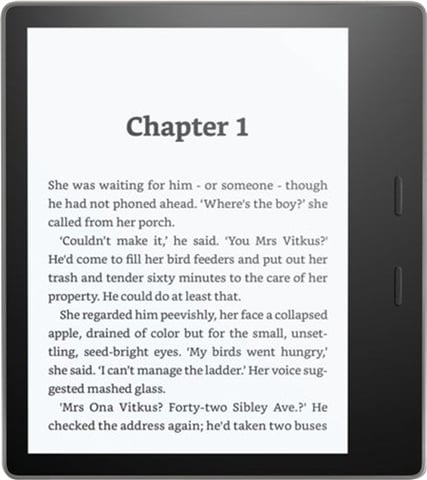 Chapter 1
She was waiting for him - or someone - though
he had not phoned ahead. ‘Where's the boy?’ she
called from her porch.
‘Couldn't make it,’ he said. ‘You Mrs Vitkus?’
He'd come to fill her bird feeders and put out her
trash and tender sixty minutes to the care of her
property. He could do at least that.
She regarded him peevishly, her face a collapsed
apple, drained of color but for the small, unset-
tling, seed-bright eyes. ‘My birds went hungry,’
she said. ‘I can't manage the ladder.’ Her voice sug-
gested mashed glass.
'Mrs Ona Vitkus? Forty-two Sibley Ave.?' He
checked the address again; he'd taken two buses